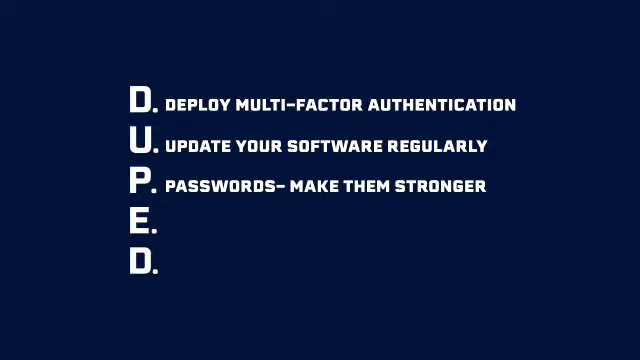 D. DEPLOY MULTI-FACTOR AUTHENTICATION
U. UPDATE YOUR SOFTWARE REGULARLY
P. PASSWORDS- MAKE THEM STRONGER
E.
D.